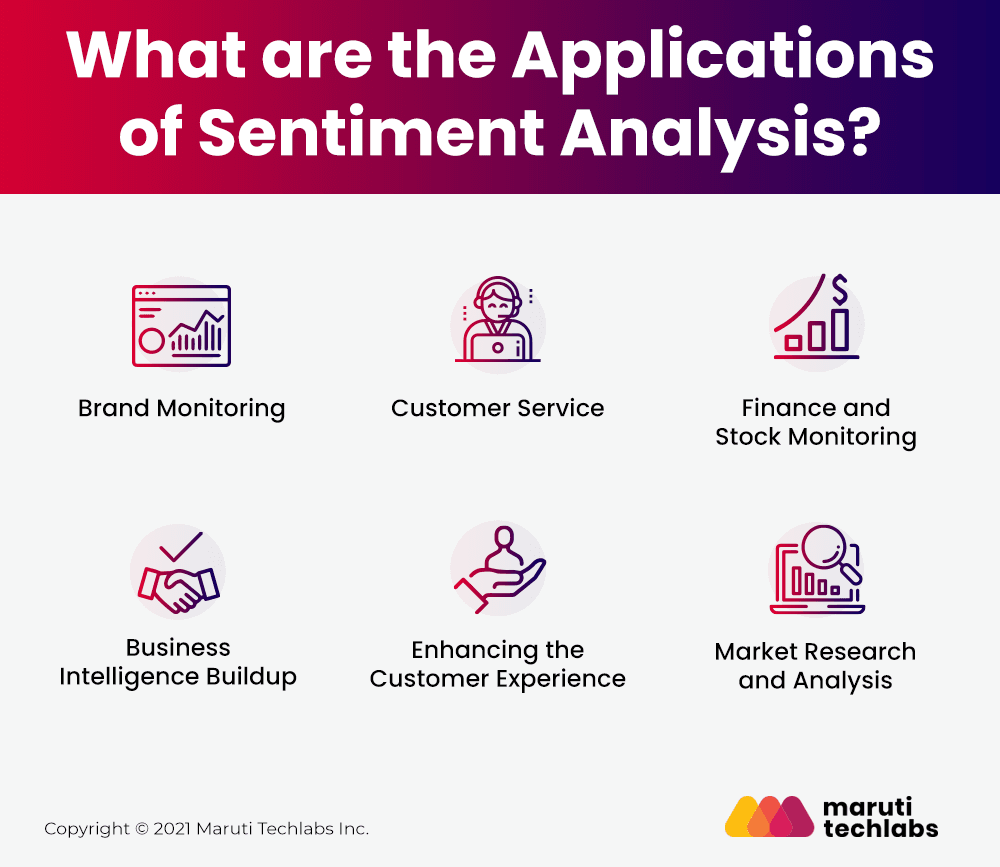 What are the Applications
of Sentiment Analysis?
Brand Monitoring
Customer Service
Finance and
Stock Monitoring
Business
Intelligence Buildup
Enhancing the
Customer Experience
Market Research
and Analysis
Copyright © 2021 Maruti Techlabs Inc.
maruti
techlabs